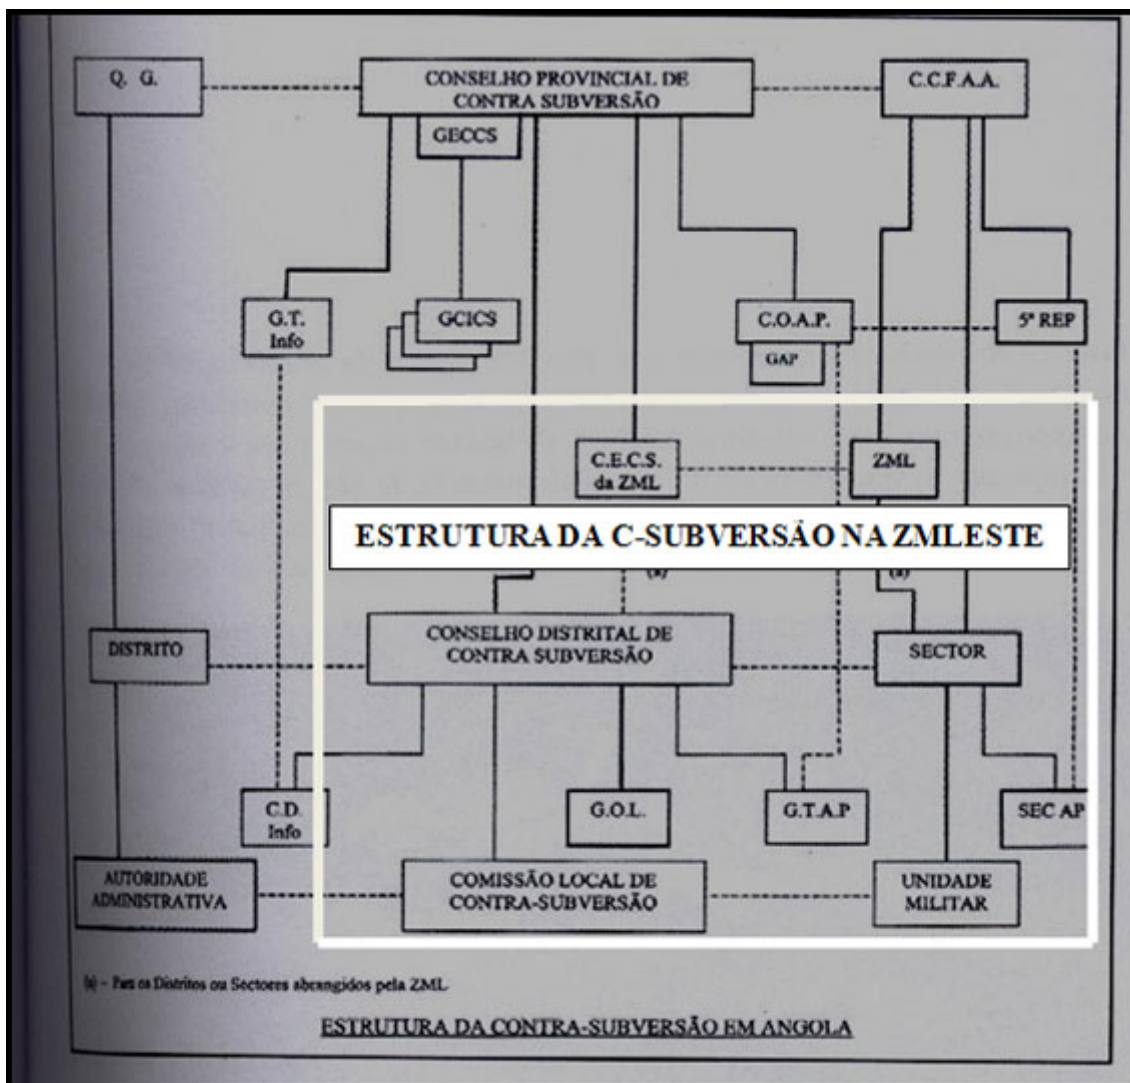 Q. G.
CONSELHO PROVINCIAL DE
CONTRA SUBVERSÃO
C.C.F.A.A.
GECCS
G.T.
Info
GCICS
C.O.A.P.
GAP
5ª REP
C.E.C.S.
da ZML
ZML
ESTRUTURA DA C-SUBVERSÃO NA ZMLESTE
(a)
(a)
DISTRITO
CONSELHO DISTRITAL DE
CONTRA SUBVERSÃO
SECTOR
C.D.
Info
G.O.L.
G.T.A.P
SEC AP
AUTORIDADE
ADMINISTRATIVA
COMISSÃO LOCAL DE
CONTRA-SUBVERSÃO
UNIDADE
MILITAR
(a) – Para os Distritos ou Sectores abrangidos pela ZML
ESTRUTURA DA CONTRA-SUBVERSÃO EM ANGOLA